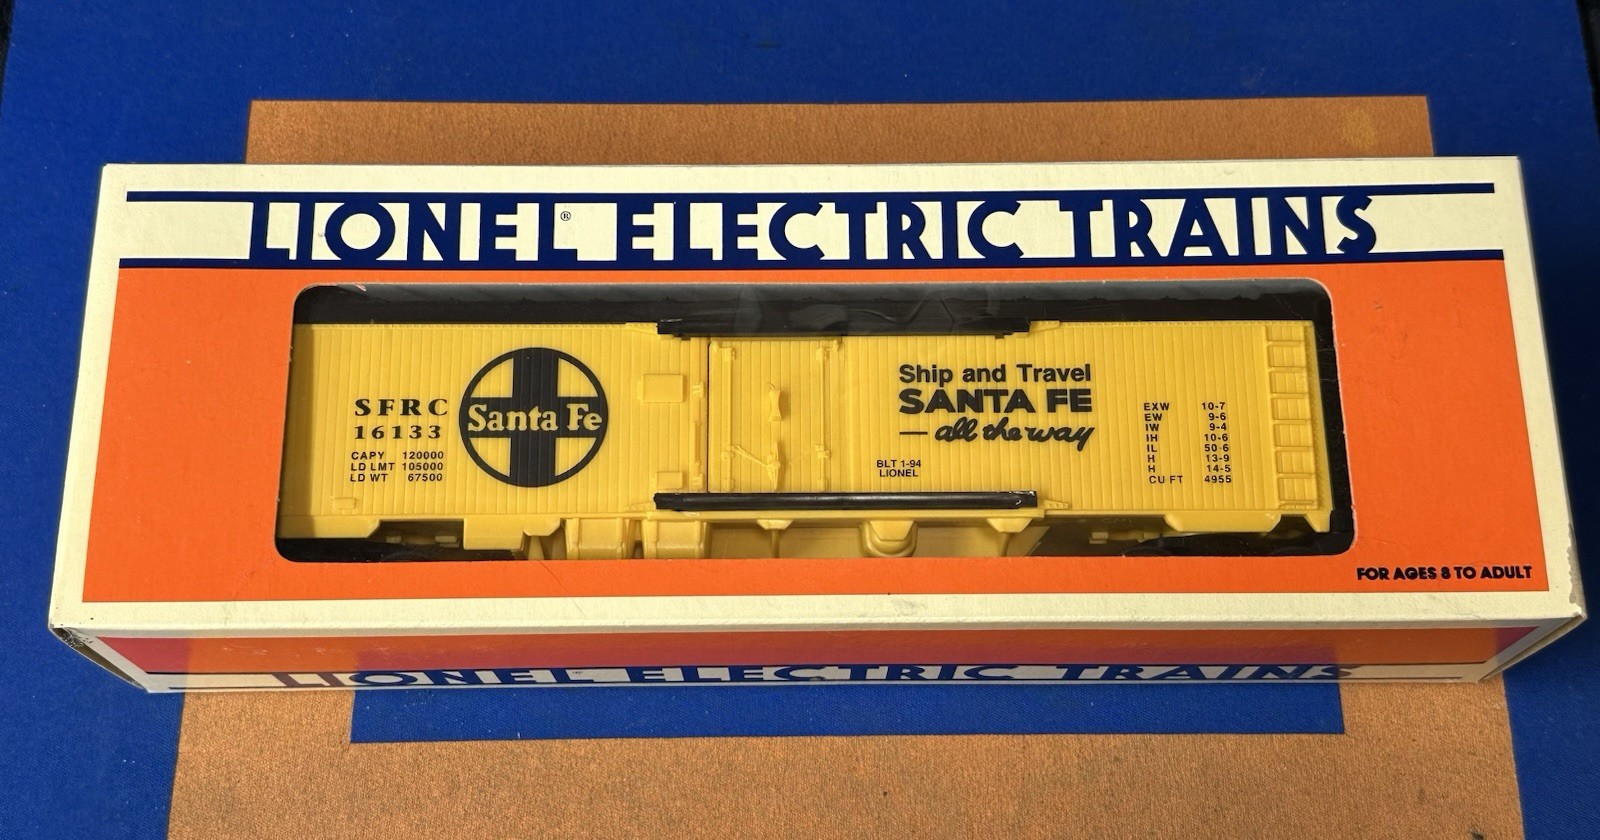 LIONEL® ELECTRIC TRAINS
SFRC
16133
CAPY 120000
LD LMT 105000
LD WT 67500
Santa Fe
Ship and Travel
SANTA FE
— all the way
BLT 1-94
LIONEL
EXW 10-7
EW 9-6
IW 9-4
IH 10-6
IL 50-6
H 13-9
H 14-5
CU FT 4955
FOR AGES 8 TO ADULT
LIONEL ELECTRIC TRAINS